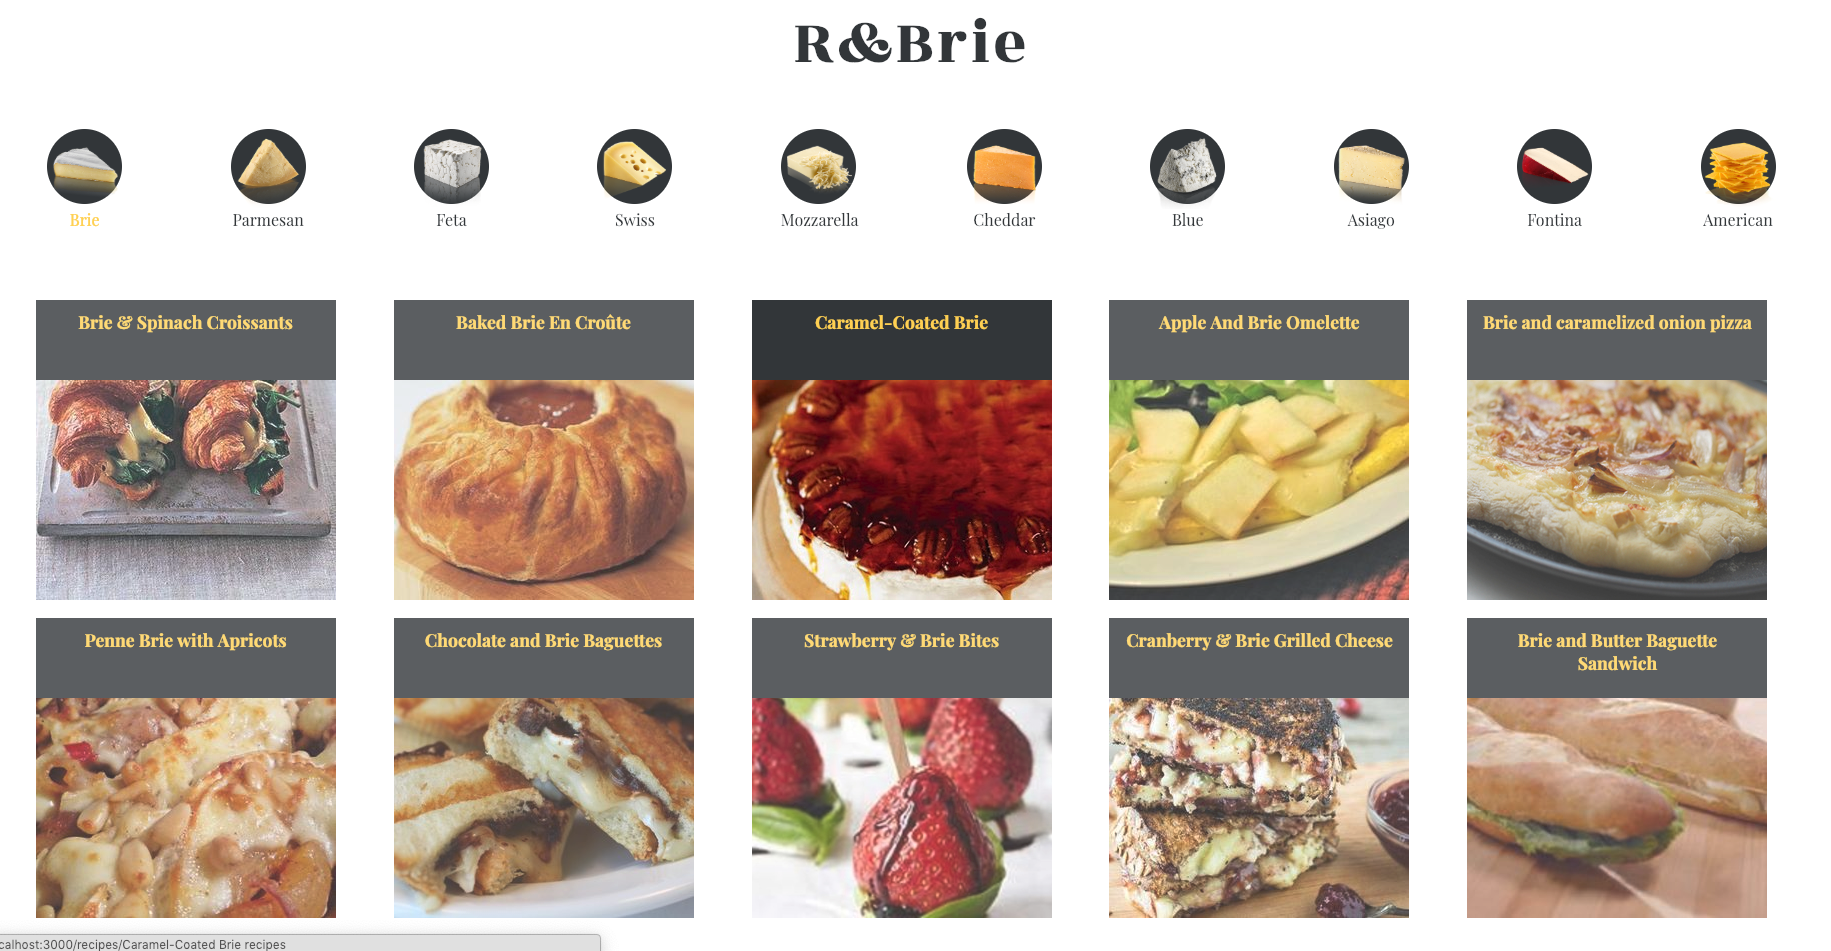 R&Brie
Brie
Parmesan
Feta
Swiss
Mozzarella
Cheddar
Blue
Asiago
Fontina
American
Brie & Spinach Croissants
Baked Brie En Croûte
Caramel-Coated Brie
Apple And Brie Omelette
Brie and caramelized onion pizza
Penne Brie with Apricots
Chocolate and Brie Baguettes
Strawberry & Brie Bites
Cranberry & Brie Grilled Cheese
Brie and Butter Baguette
Sandwich
calhost:3000/recipes/Caramel-Coated Brie recipes